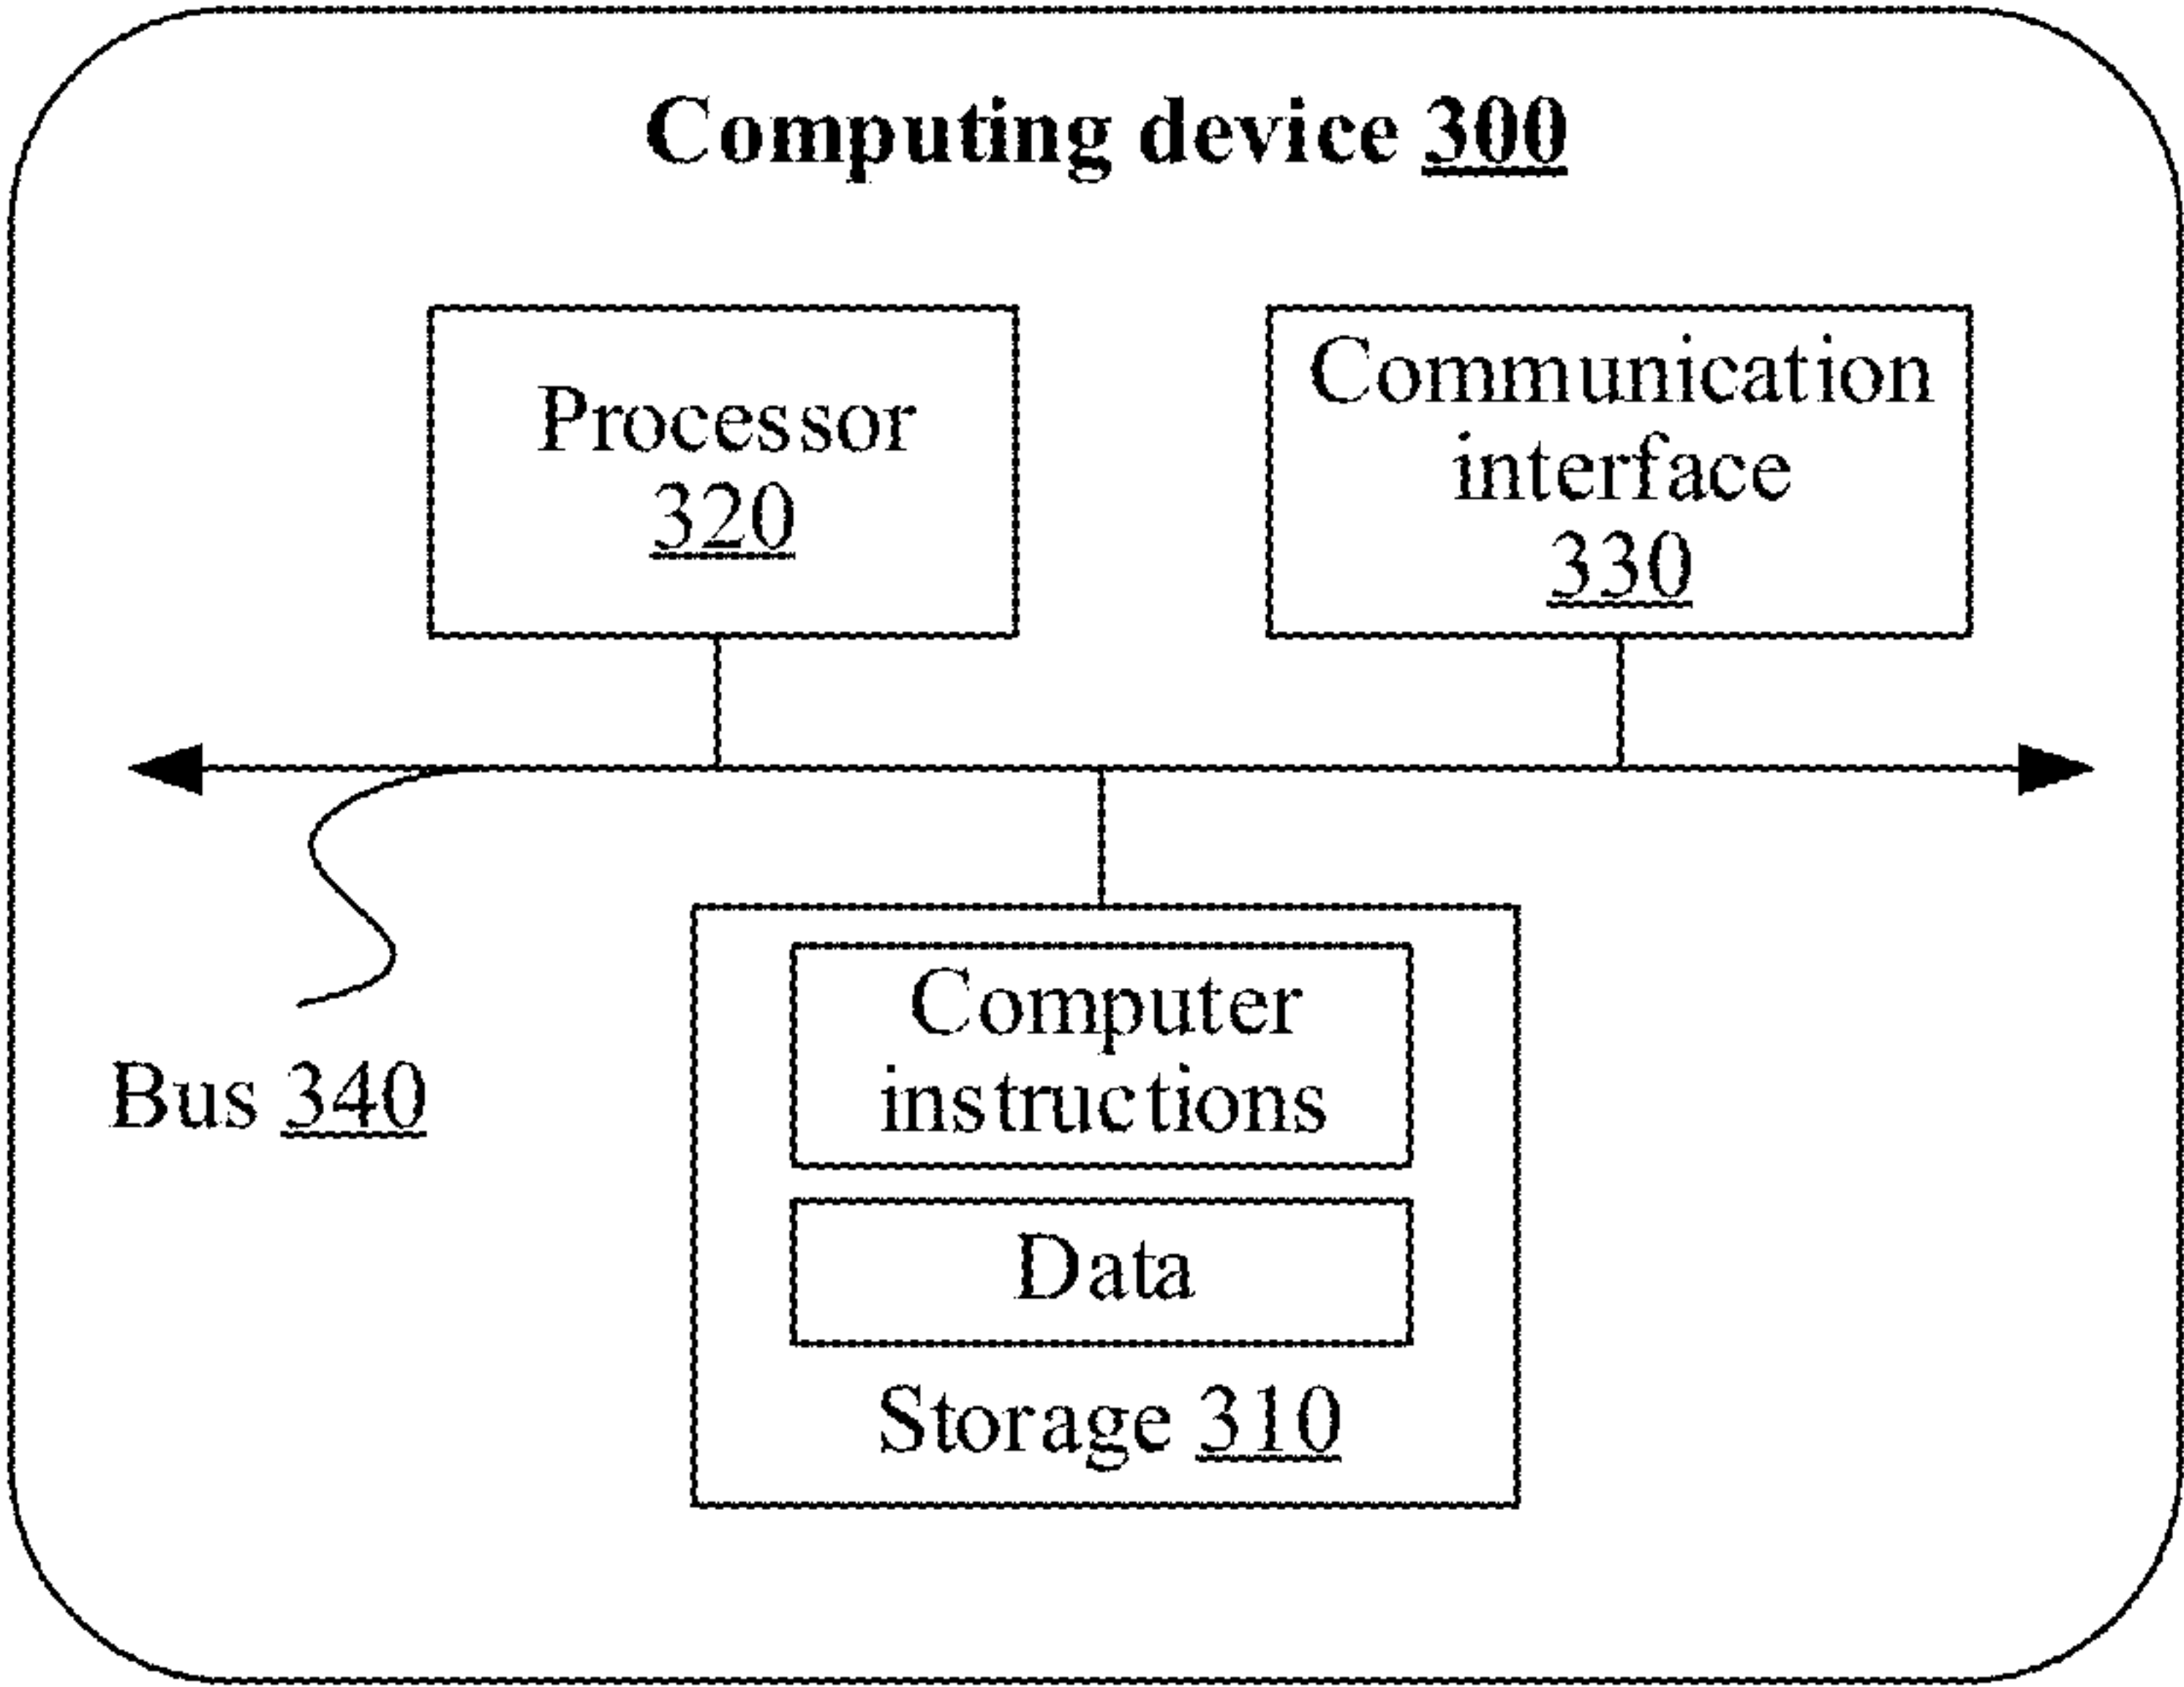 Computing device 300
Processor
320
Communication
interface
330
Bus 340
Computer
instructions
Data
Storage 310